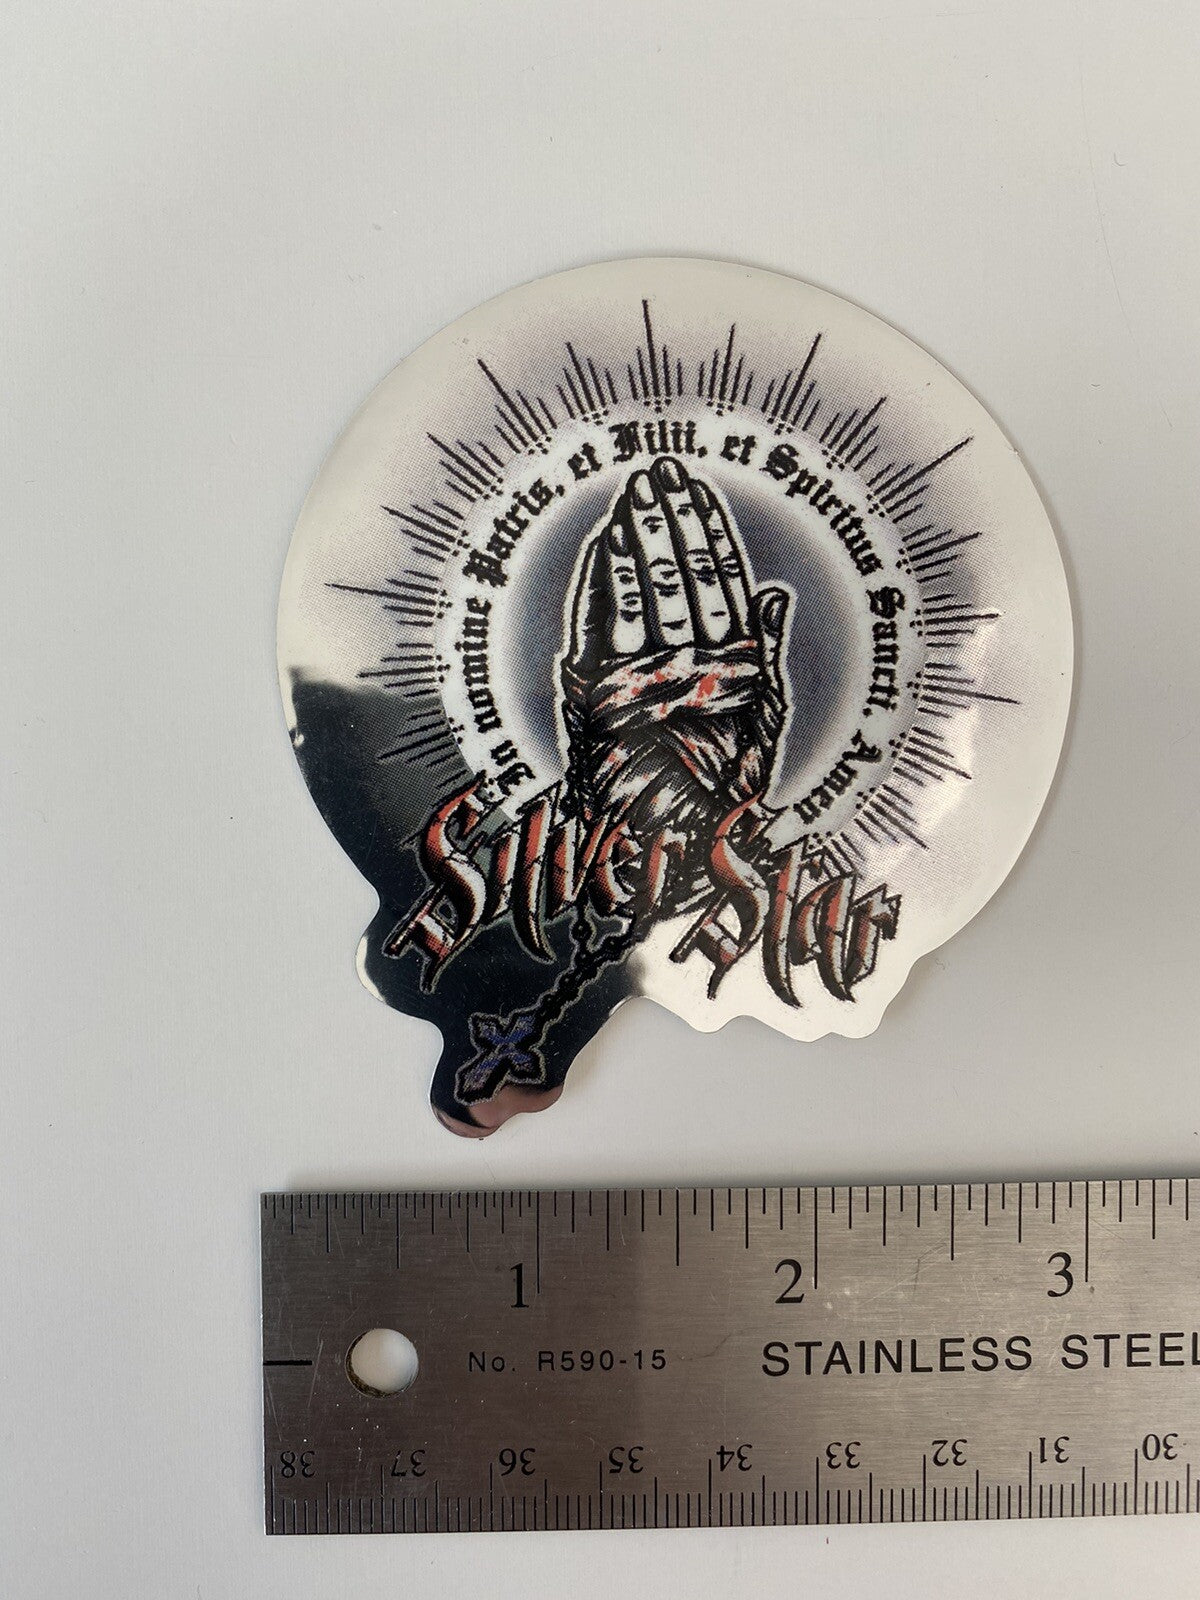 In nomine Patris, et Filii, et Spiritus Sancti. Amen
Silver Star
1 2 3
No. R590-15 STAINLESS STEEL
38 37 36 35 34 33 32 31 30